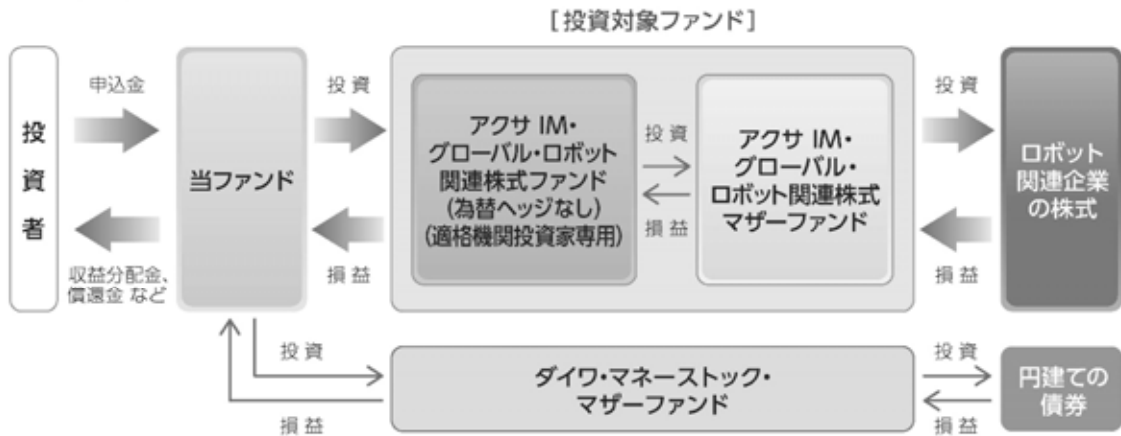 [投資対象ファンド]
投資者
申込金
収益分配金、
償還金 など
当ファンド
投 資
損 益
アクサ IM・
グローバル・ロボット
関連株式ファンド
(為替ヘッジなし)
(適格機関投資家専用)
投 資
損 益
アクサ IM・
グローバル・
ロボット関連株式
マザーファンド
投 資
損 益
ロボット
関連企業
の株式
投 資
損 益
ダイワ・マネーストック・
マザーファンド
投 資
損 益
円建ての
債券